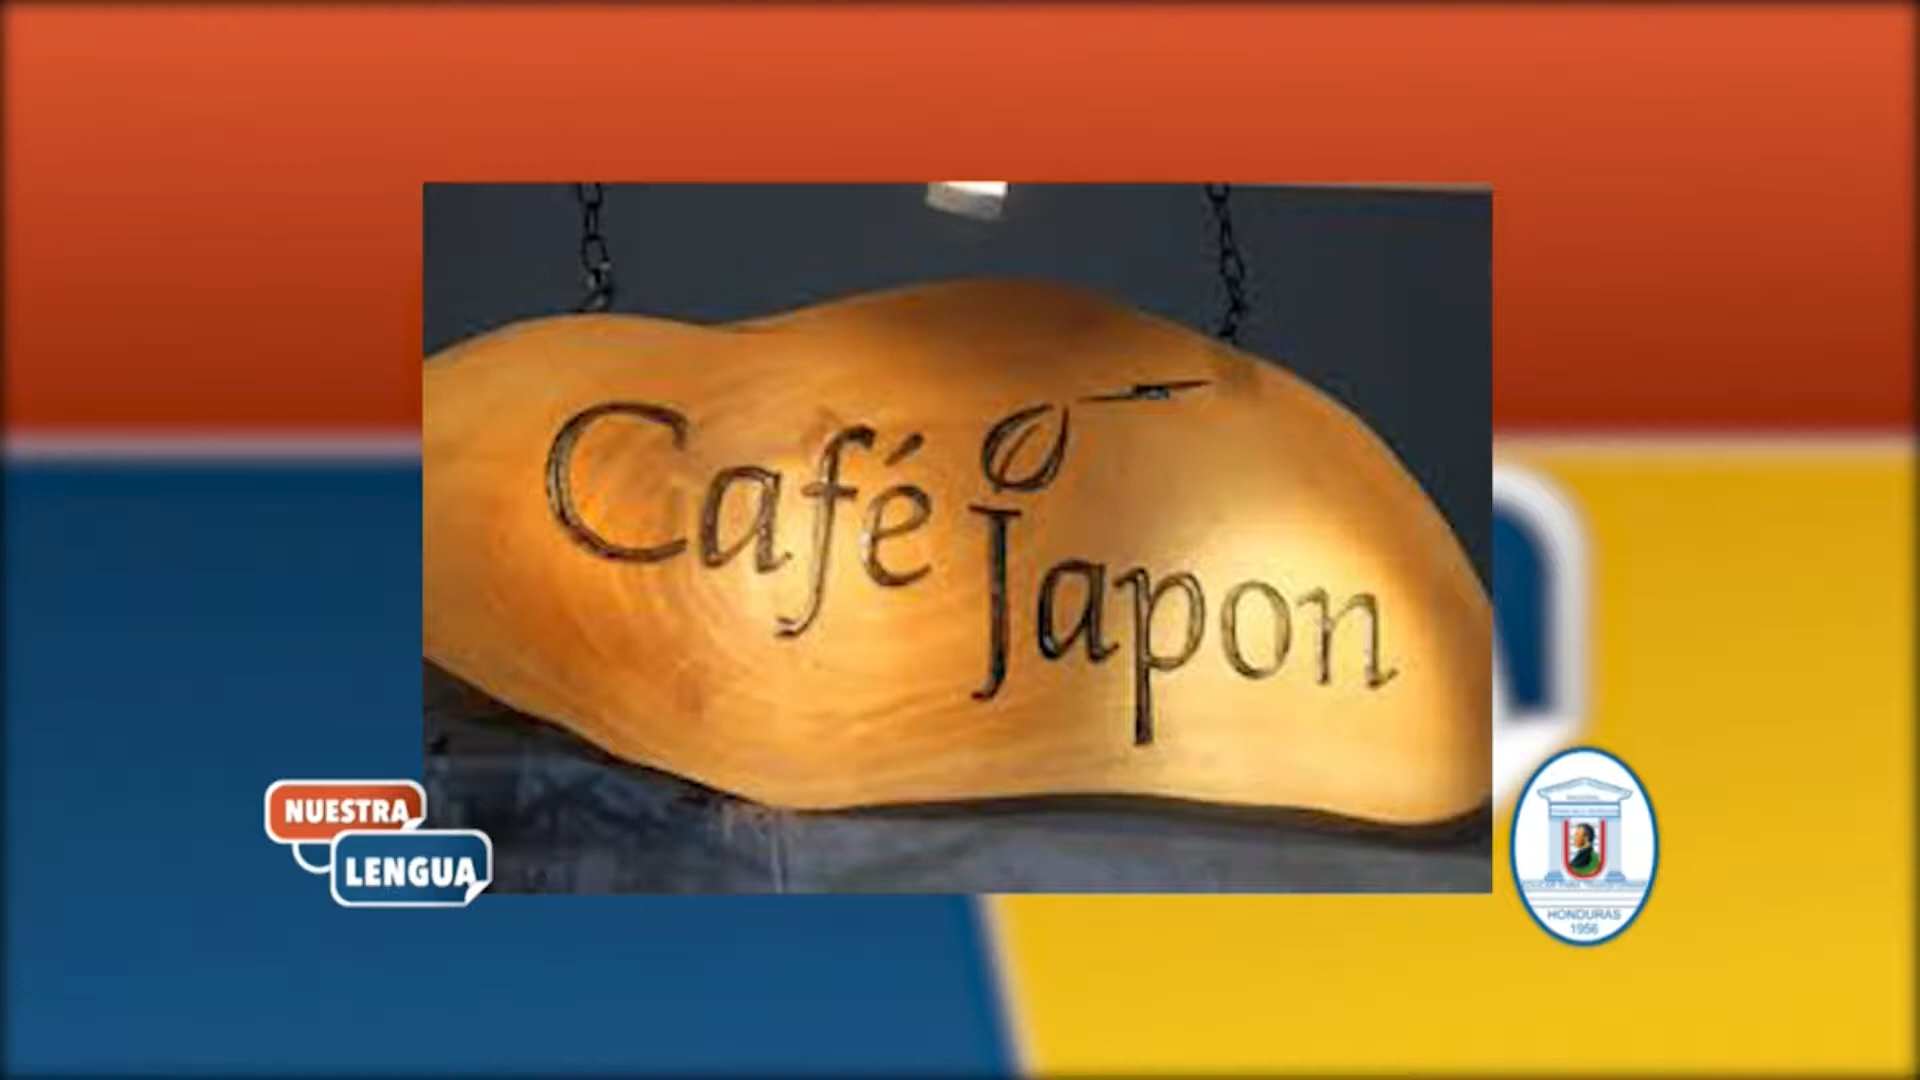 Café
Japon
NUESTRA
LENGUA
HONDURAS
1956